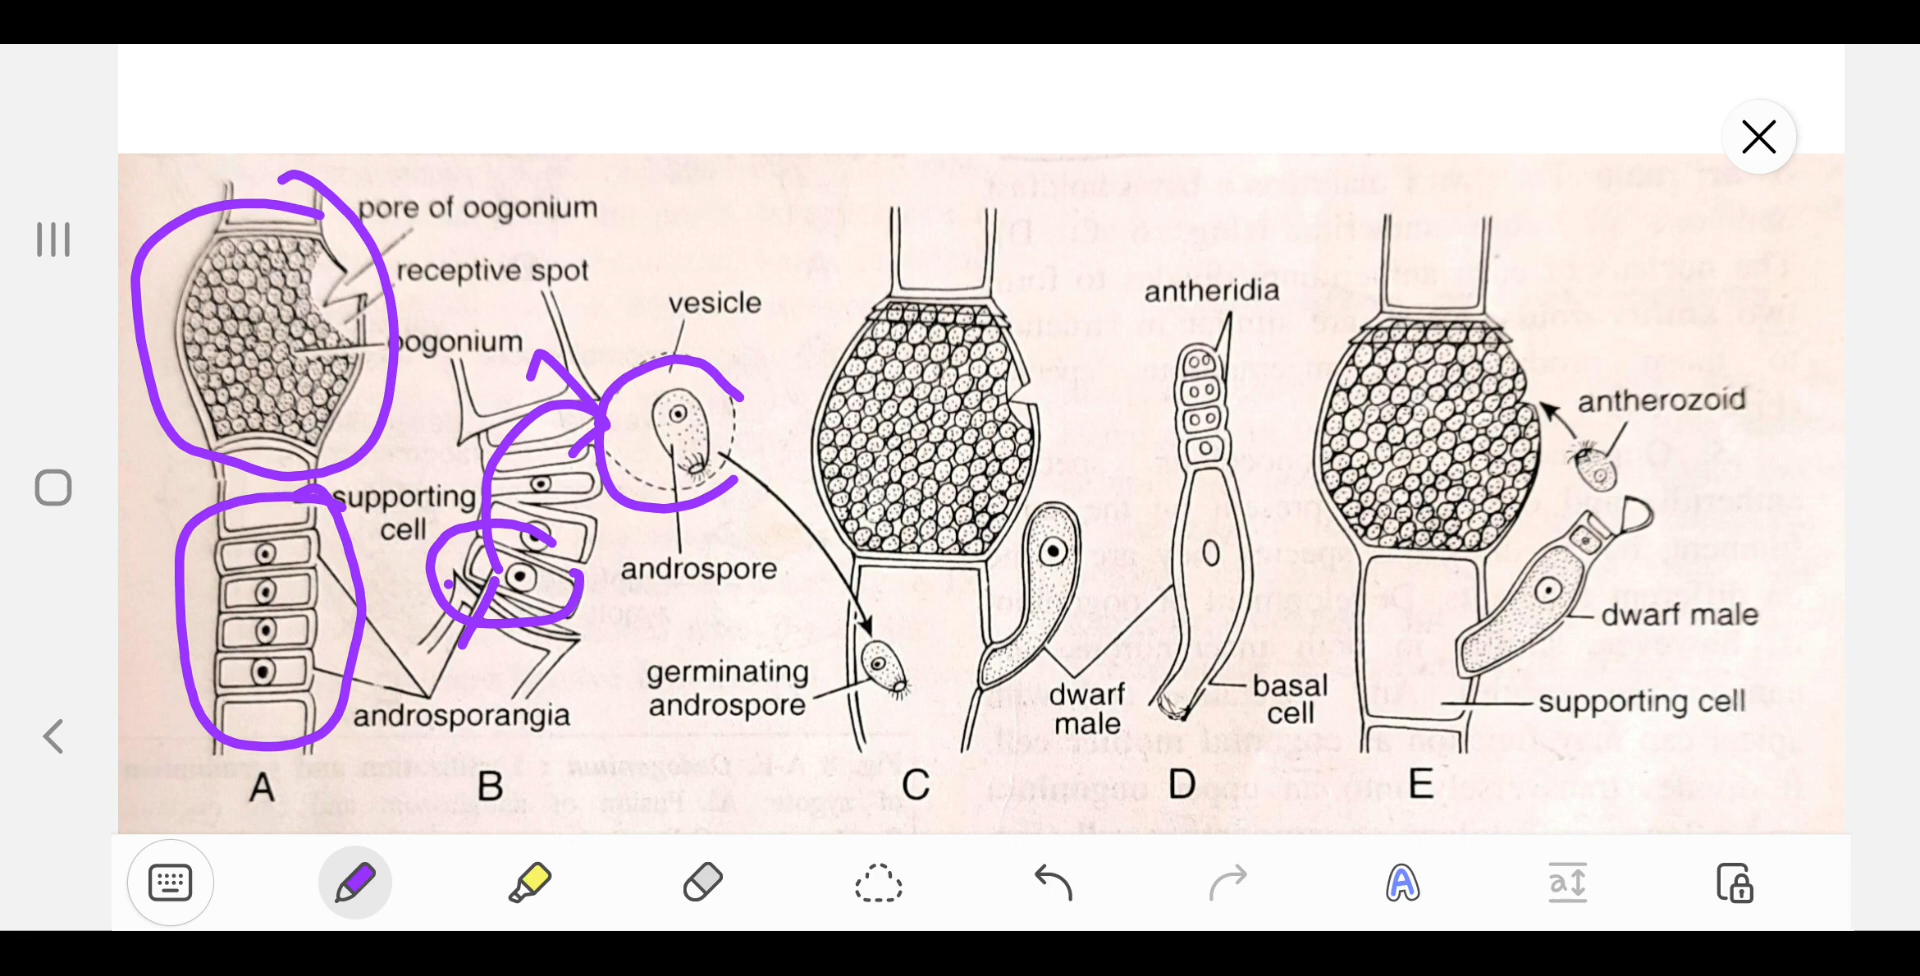 pore of oogonium
receptive spot
vesicle
oogonium
supporting
cell
androspore
androsporangia
germinating
androspore
antheridia
dwarf
male
basal
cell
antherozoid
dwarf male
supporting cell
A
B
C
D
E